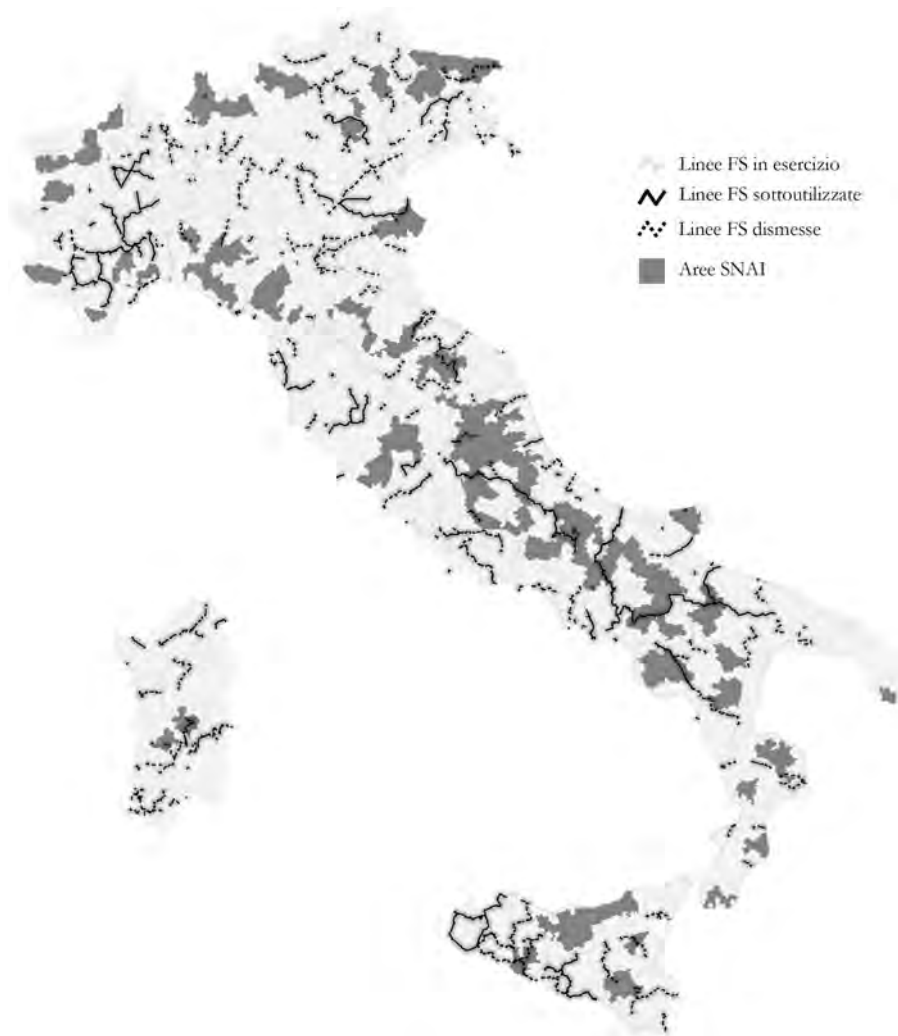 Linee FS in esercizio
Linee FS sottoutilizzate
Linee FS dismesse
Aree SNAI